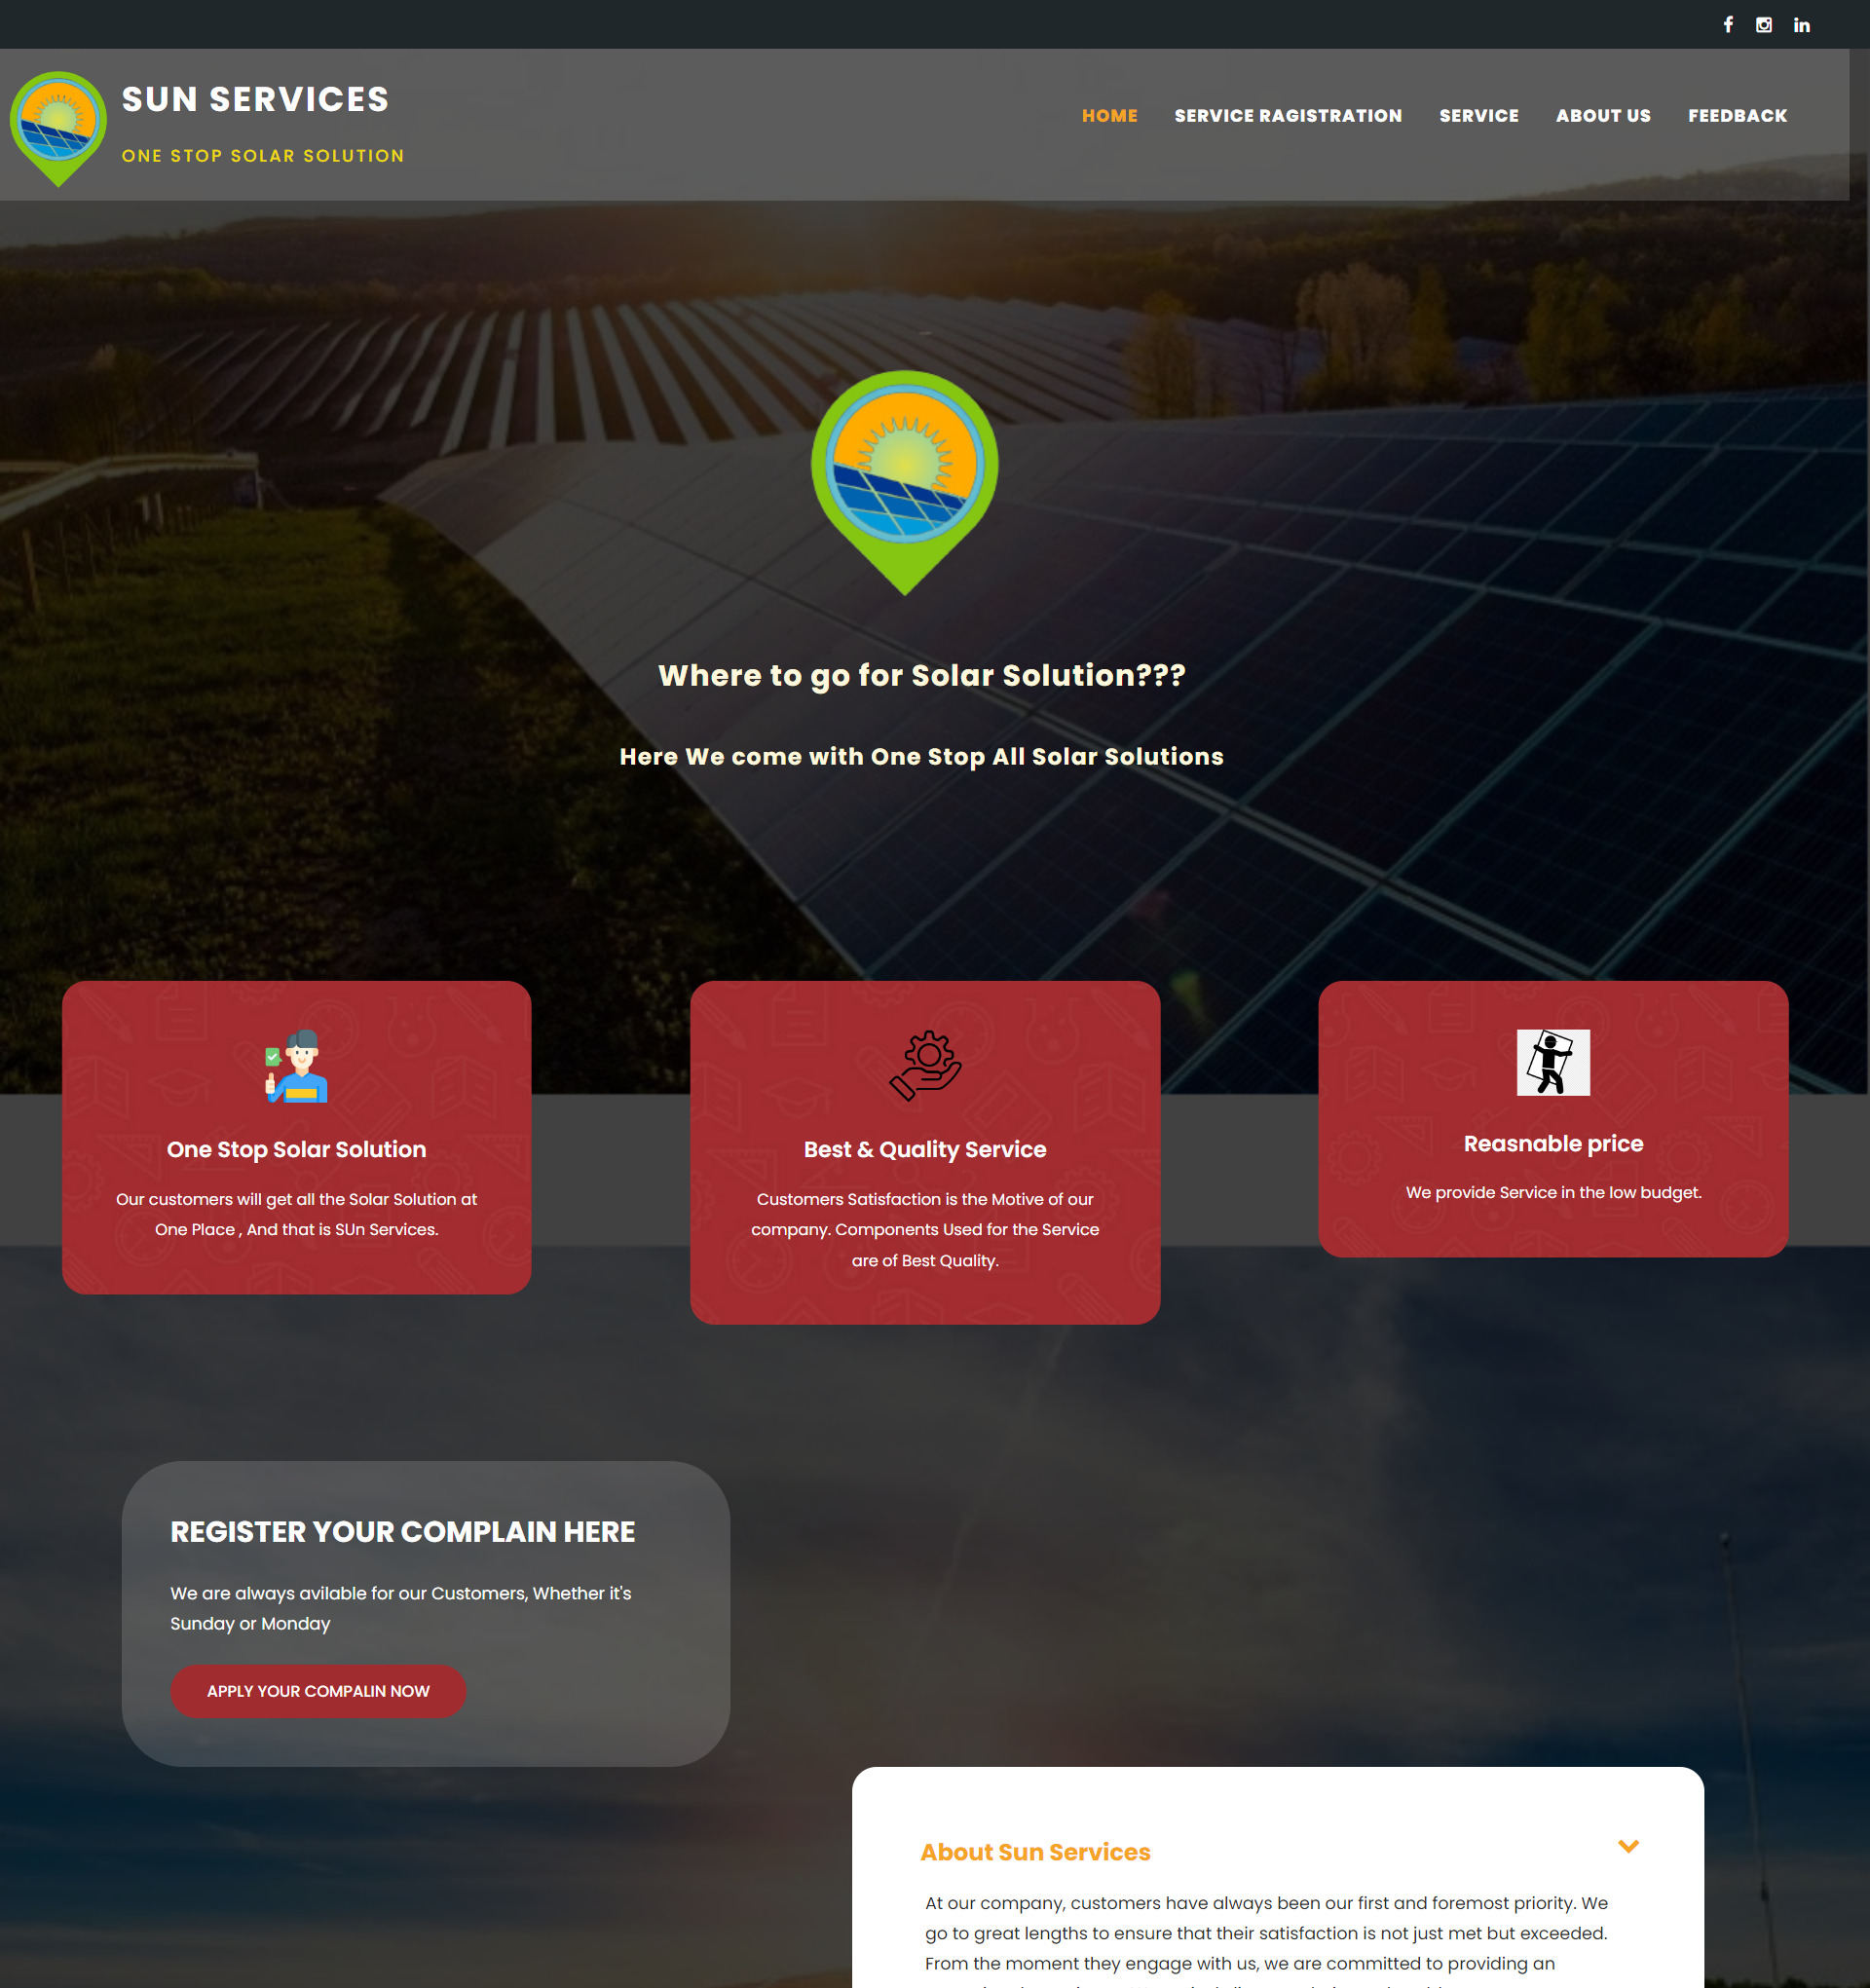 SUN SERVICES
ONE STOP SOLAR SOLUTION
HOME SERVICE RAGISTRATION SERVICE ABOUT US FEEDBACK
Where to go for Solar Solution???
Here We come with One Stop All Solar Solutions
One Stop Solar Solution
Our customers will get all the Solar Solution at
One Place , And that is SUn Services.
Best & Quality Service
Customers Satisfaction is the Motive of our
company. Components Used for the Service
are of Best Quality.
Reasnable price
We provide Service in the low budget.
REGISTER YOUR COMPLAIN HERE
We are always avilable for our Customers, Whether it's
Sunday or Monday
APPLY YOUR COMPALIN NOW
About Sun Services
At our company, customers have always been our first and foremost priority. We
go to great lengths to ensure that their satisfaction is not just met but exceeded.
From the moment they engage with us, we are committed to providing an